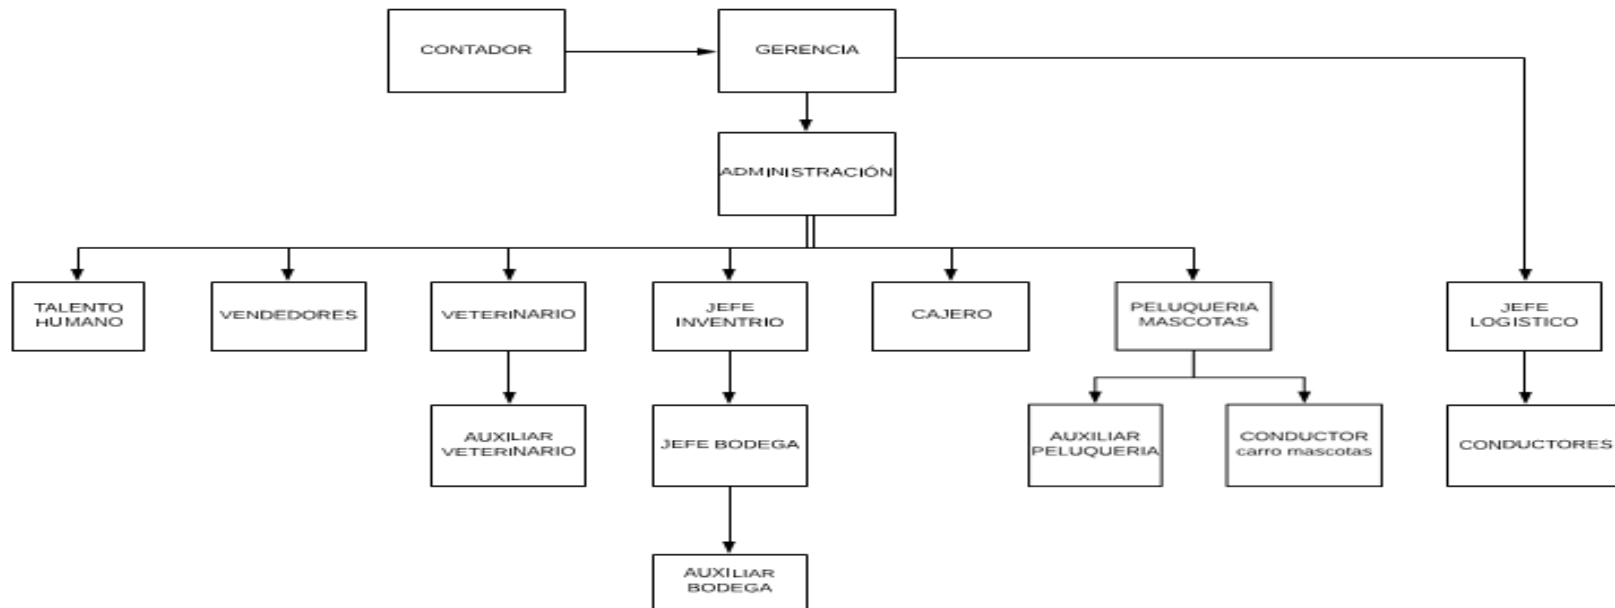 CONTADOR
GERENCIA
ADMINISTRACIÓN
TALENTO
HUMANO
VENDEDORES
VETERINARIO
JEFE
INVENTRIO
CAJERO
PELUQUERIA
MASCOTAS
JEFE
LOGISTICO
AUXILIAR
VETERINARIO
JEFE BODEGA
AUXILIAR
PELUQUERIA
CONDUCTOR
carro mascotas
CONDUCTORES
AUXILIAR
BODEGA